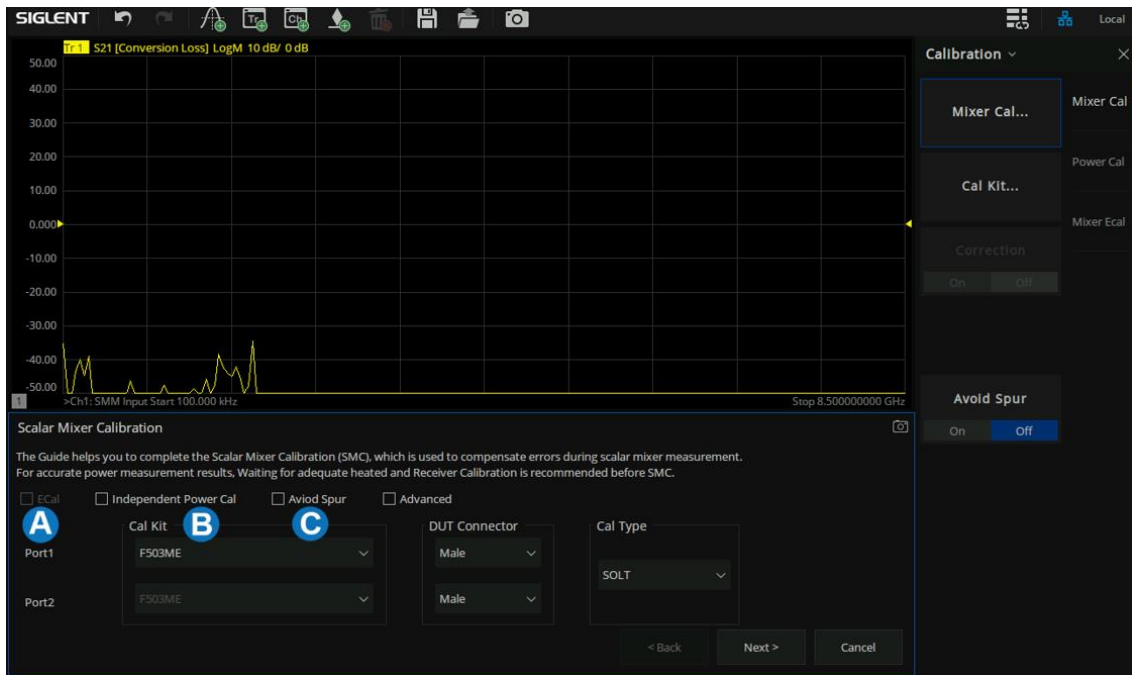 SIGLENT Tr Ch Local
Tr 1 S21 [Conversion Loss] LogM 10 dB/ 0 dB
50.00
40.00
30.00
20.00
10.00
0.000
-10.00
-20.00
-30.00
-40.00
-50.00
1 >Ch1: SMM Input Start 100.000 kHz Stop 8.500000000 GHz
Calibration
Mixer Cal...
Cal Kit...
Correction
On Off
Avoid Spur
On Off
Mixer Cal
Power Cal
Mixer Ecal
Scalar Mixer Calibration
The Guide helps you to complete the Scalar Mixer Calibration (SMC), which is used to compensate errors during scalar mixer measurement.
For accurate power measurement results, Waiting for adequate heated and Receiver Calibration is recommended before SMC.
ECal Independent Power Cal Aviod Spur Advanced
A B C
Cal Kit DUT Connector Cal Type
Port1 F503ME Male
SOLT
Port2 F503ME Male
< Back Next > Cancel